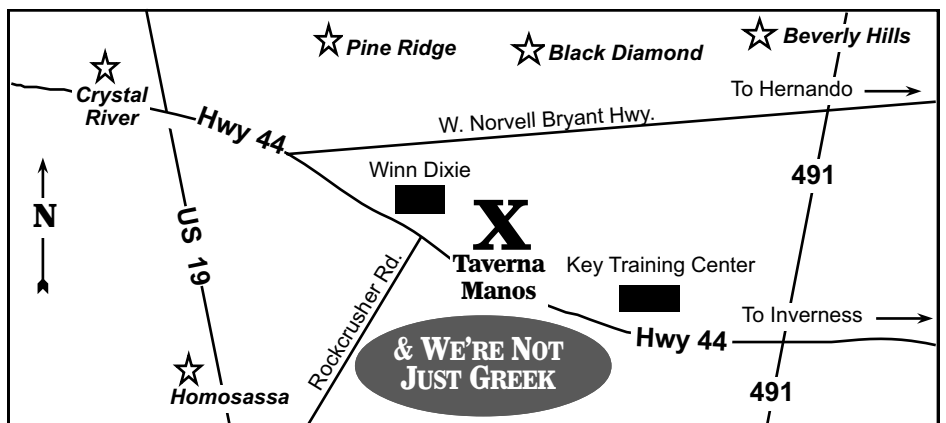 Pine Ridge
Black Diamond
Beverly Hills
Crystal
River
To Hernando
Hwy 44
W. Norvell Bryant Hwy.
Winn Dixie
491
N
US 19
X
Taverna
Manos
Key Training Center
Rockcrusher Rd.
To Inverness
Hwy 44
& WE'RE NOT
JUST GREEK
Homosassa
491